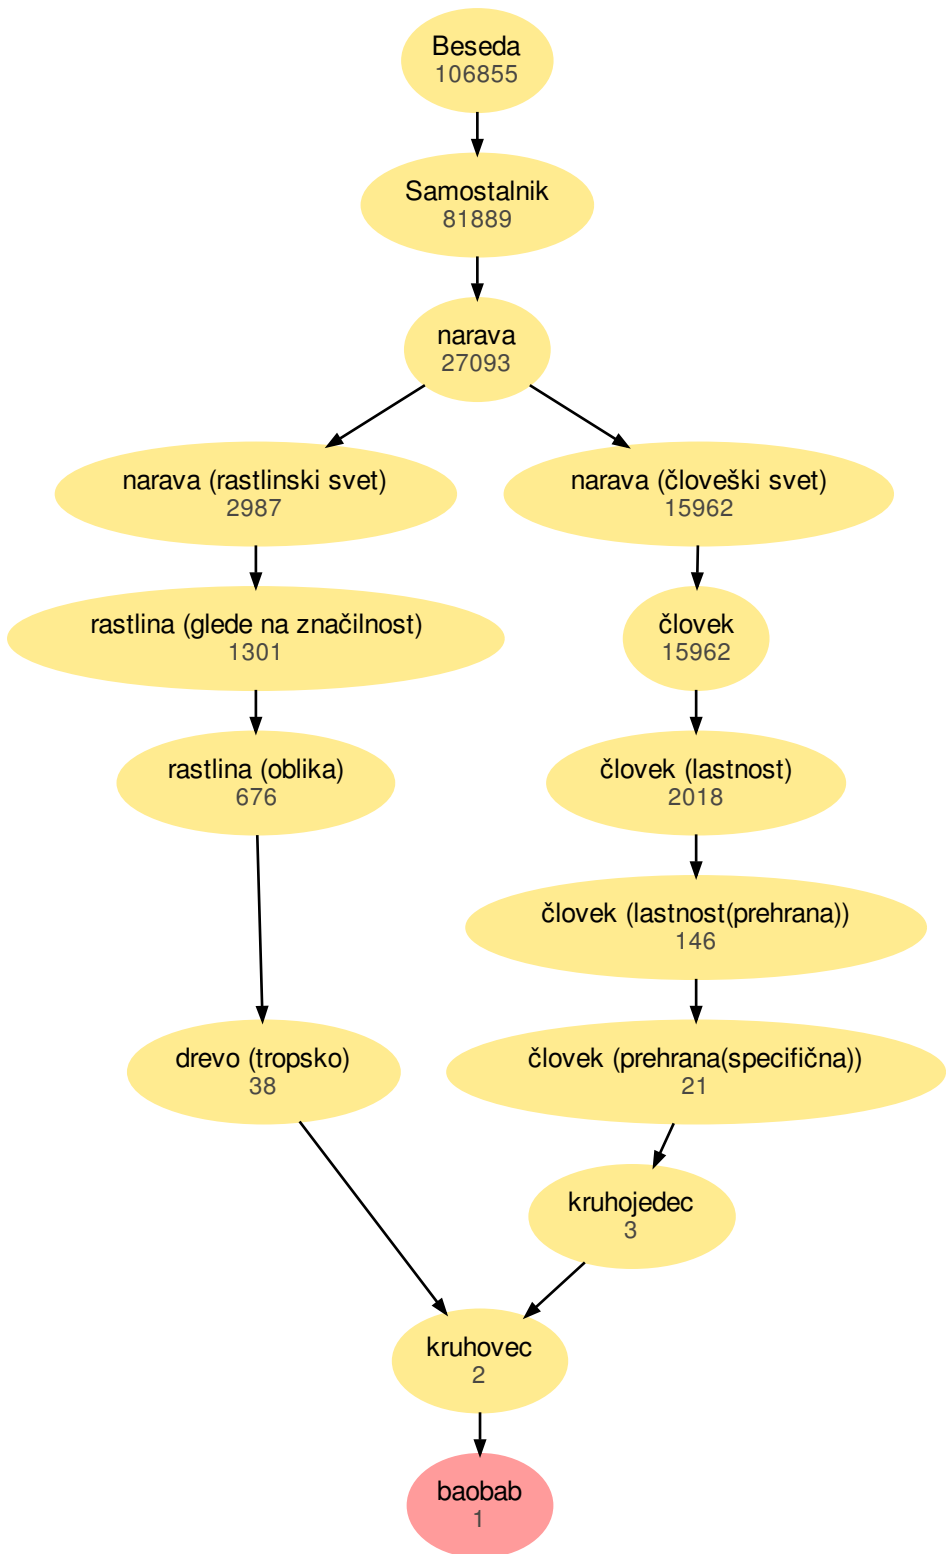 Beseda
106855
Samostalnik
81889
narava
27093
narava (rastlinski svet)
2987
narava (človeški svet)
15962
rastlina (glede na značilnost)
1301
človek
15962
rastlina (oblika)
676
človek (lastnost)
2018
človek (lastnost(prehrana))
146
drevo (tropsko)
38
človek (prehrana(specifična))
21
kruhojedec
3
kruhovec
2
baobab
1